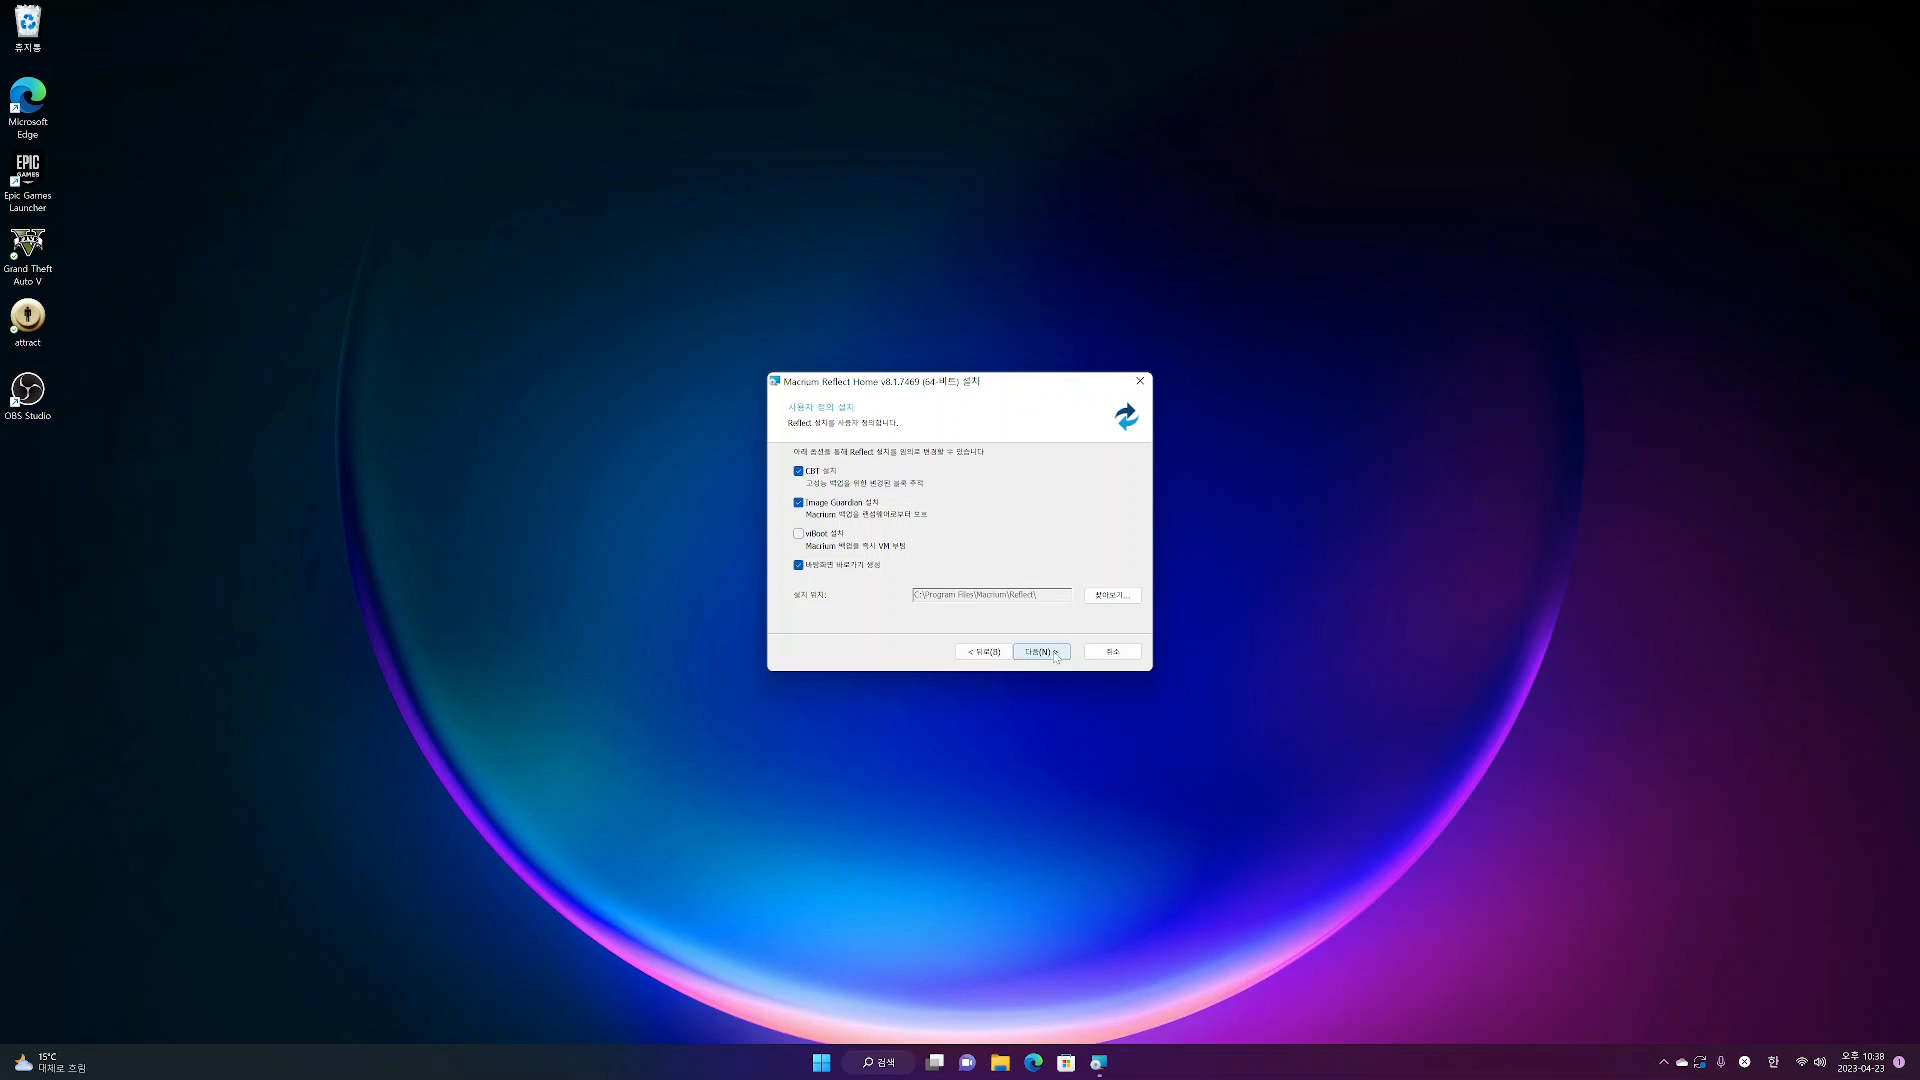 휴지통
Microsoft
Edge
EPIC
GAMES
Epic Games
Launcher
FIVE
Grand Theft
Auto V
attract
OBS Studio
Macrium Reflect Home v8.1.7469 (64-비트) 설치
사용자 정의 설치
Reflect 설치를 사용자 정의합니다.
아래 옵션을 통해 Reflect 설치를 임의로 변경할 수 있습니다
CBT 설치
고성능 백업을 위한 변경된 블록 추적
Image Guardian 설치
Macrium 백업을 랜섬웨어로부터 보호
viBoot 설치
Macrium 백업을 즉시 VM 부팅
바탕화면 바로가기 생성
설치 위치:
C:\Program Files\Macrium\Reflect\
찾아보기...
< 뒤로(B)
다음(N) >
취소
15°C
대체로 흐림
검색
한
오후 10:38
2023-04-23
1